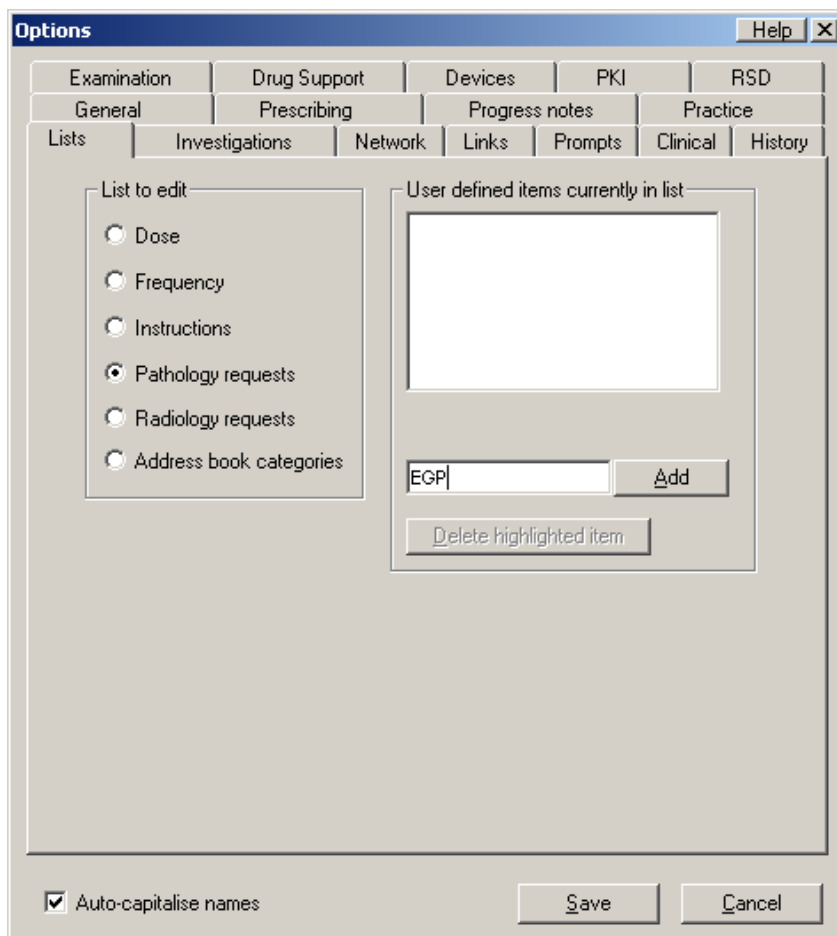 Options Help
Examination Drug Support Devices PKI RSD
General Prescribing Progress notes Practice
Lists Investigations Network Links Prompts Clinical History
List to edit
Dose
Frequency
Instructions
Pathology requests
Radiology requests
Address book categories
User defined items currently in list
EGP Add
Delete highlighted item
Auto-capitalise names Save Cancel